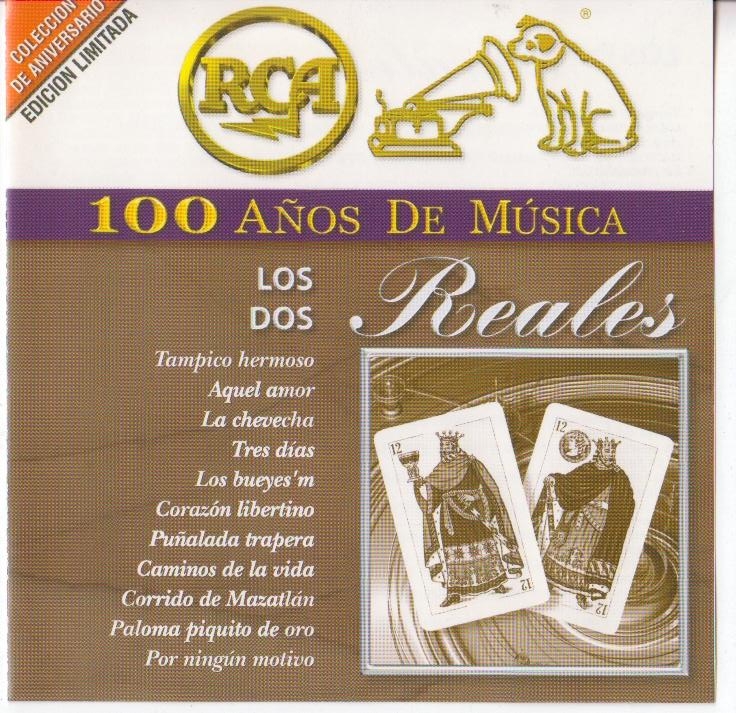 COLECCION
DE ANIVERSARIO
EDICION LIMITADA
RCA
®
100 AÑOS DE MÚSICA
LOS
DOS
Reales
Tampico hermoso
Aquel amor
La chevecha
Tres días
Los bueyes'm
Corazón libertino
Puñalada trapera
Caminos de la vida
Corrido de Mazatlán
Paloma piquito de oro
Por ningún motivo
12
12
12
12